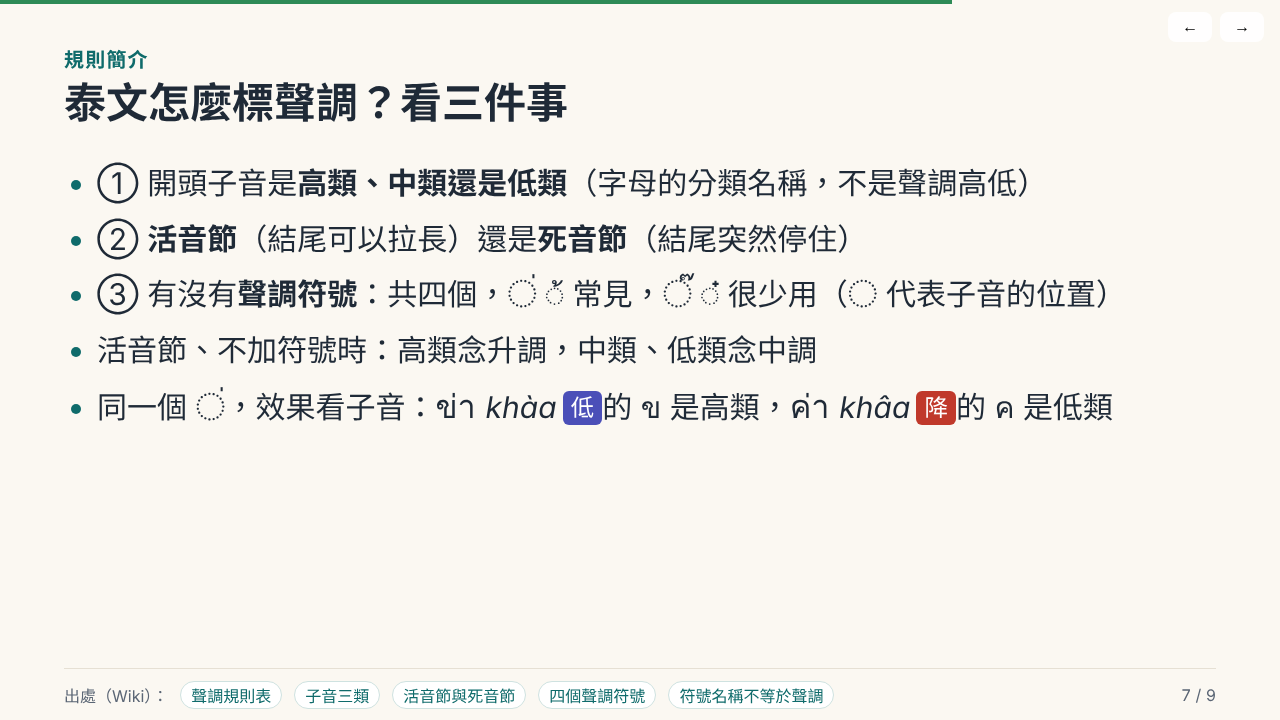 ← →
規則簡介
泰文怎麼標聲調？看三件事
• ① 開頭子音是高類、中類還是低類（字母的分類名稱，不是聲調高低）
• ② 活音節（結尾可以拉長）還是死音節（結尾突然停住）
• ③ 有沒有聲調符號：共四個，◌่ ◌้ 常見，◌๊ ◌๋ 很少用（◌ 代表子音的位置）
• 活音節、不加符號時：高類念升調，中類、低類念中調
• 同一個 ◌่，效果看子音：ข่า khàa 低 的 ข 是高類，ค่า khâa 降 的 ค 是低類
出處（Wiki）： 聲調規則表 子音三類 活音節與死音節 四個聲調符號 符號名稱不等於聲調 7 / 9